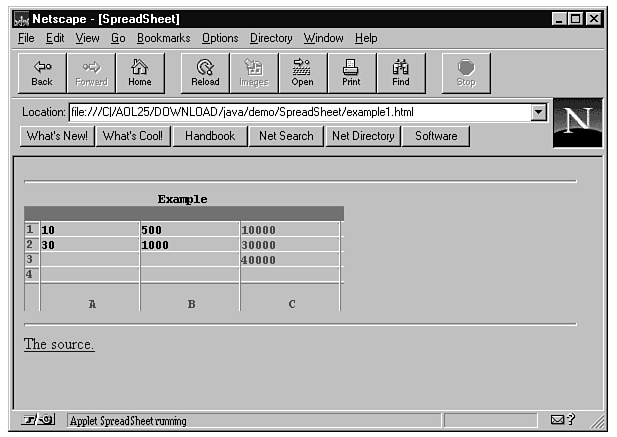 Netscape - [SpreadSheet]
File Edit View Go Bookmarks Options Directory Window Help
Back Forward Home Reload Images Open Print Find Stop
Location: file:///C|/AOL25/DOWNLOAD/java/demo/SpreadSheet/example1.html
N
What's New! What's Cool! Handbook Net Search Net Directory Software
Example
1 10 500 10000
2 30 1000 30000
3 40000
4
A B C
The source.
Applet SpreadSheet running
?